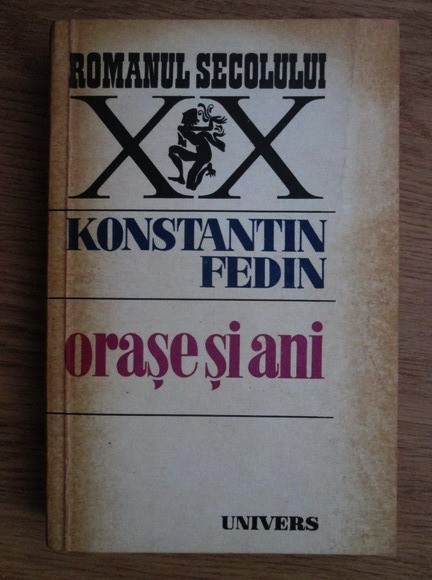 ROMANUL SECOLULUI
XX
KONSTANTIN
FEDIN
orașe și ani
UNIVERS